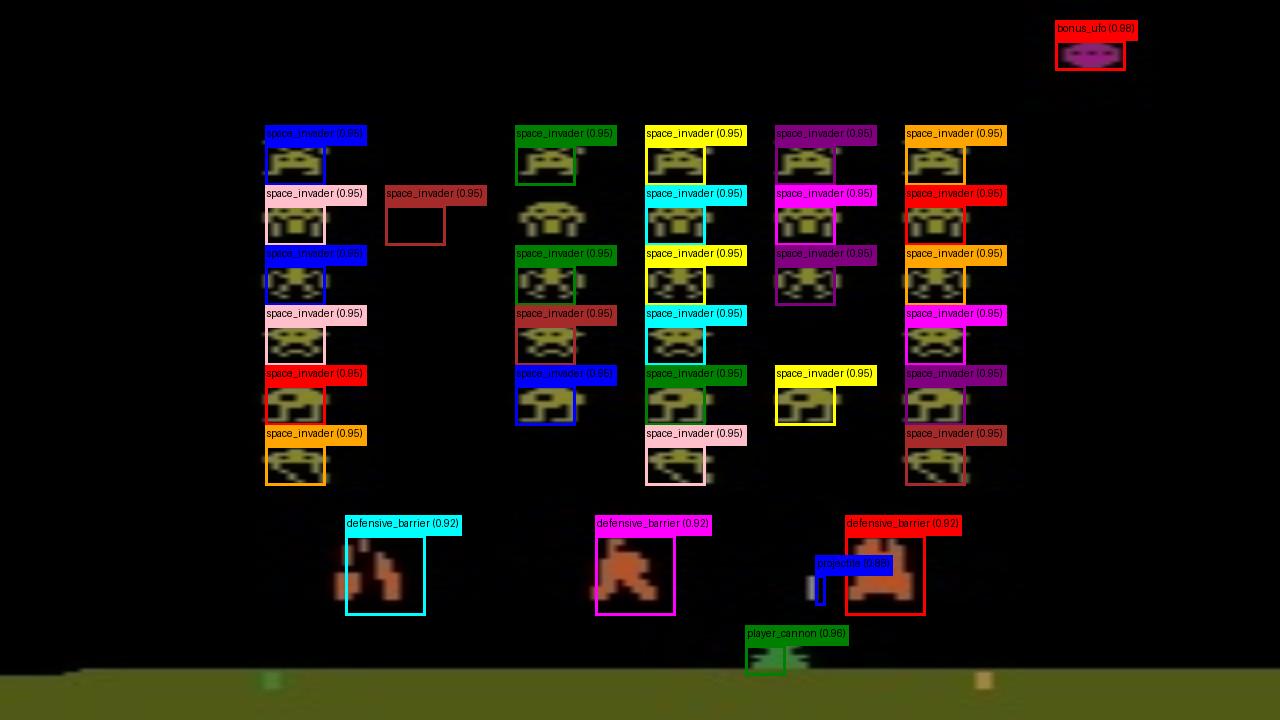 bonus_ufo (0.98)
space_invader (0.95) space_invader (0.95) space_invader (0.95) space_invader (0.95) space_invader (0.95)
space_invader (0.95) space_invader (0.95) space_invader (0.95) space_invader (0.95) space_invader (0.95)
space_invader (0.95) space_invader (0.95) space_invader (0.95) space_invader (0.95) space_invader (0.95)
space_invader (0.95) space_invader (0.95) space_invader (0.95) space_invader (0.95)
space_invader (0.95) space_invader (0.95) space_invader (0.95) space_invader (0.95) space_invader (0.95)
space_invader (0.95) space_invader (0.95) space_invader (0.95)
defensive_barrier (0.92) defensive_barrier (0.92) defensive_barrier (0.92)
projectile (0.88)
player_cannon (0.96)